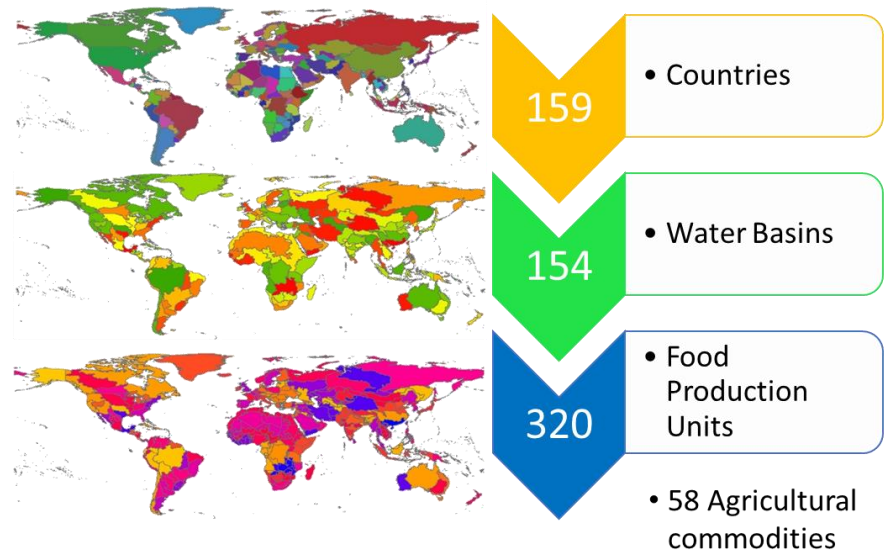 159
• Countries
154
• Water Basins
320
• Food
Production
Units
• 58 Agricultural
commodities